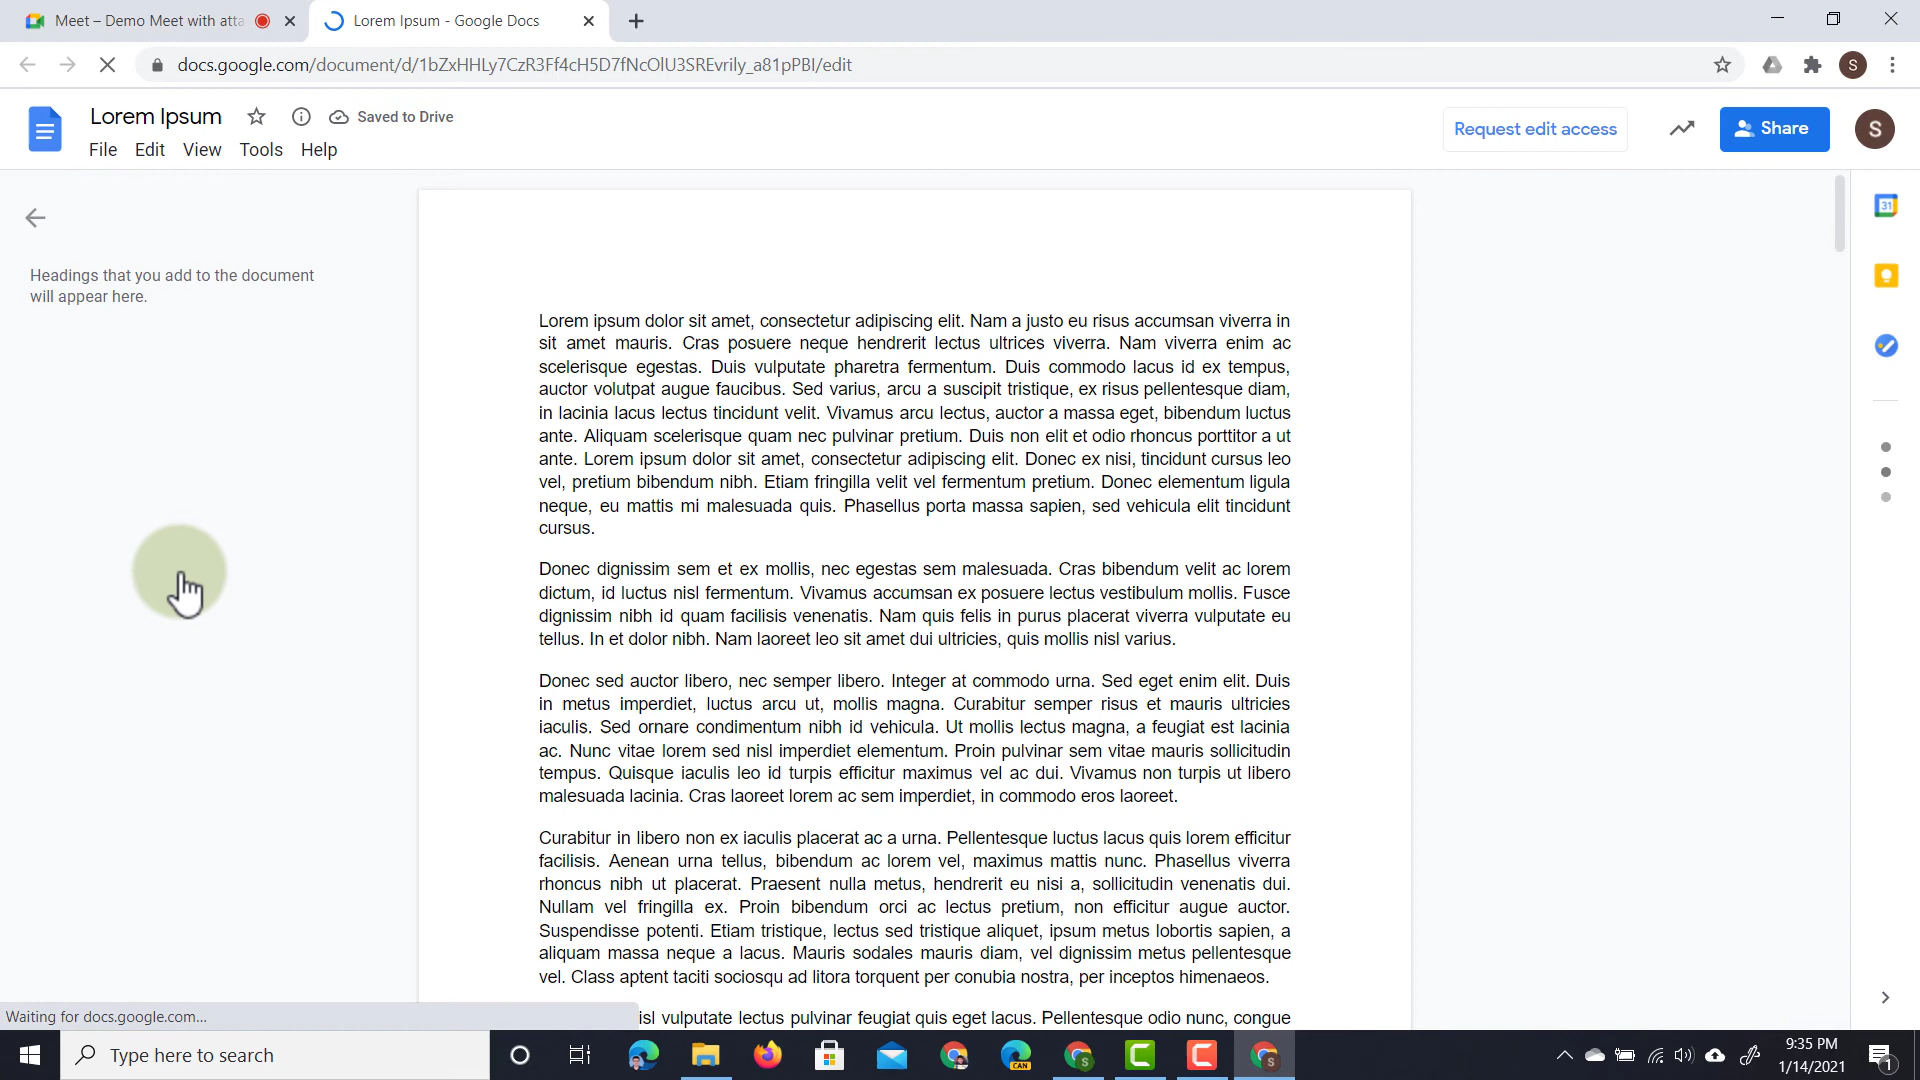 Meet – Demo Meet with atta
Lorem Ipsum - Google Docs
docs.google.com/document/d/1bZxHHLy7CzR3Ff4cH5D7fNcOlU3SREvrily_a81pPBI/edit
S
Lorem Ipsum
Saved to Drive
File Edit View Tools Help
Request edit access
Share
S
31
Headings that you add to the document
will appear here.
Lorem ipsum dolor sit amet, consectetur adipiscing elit. Nam a justo eu risus accumsan viverra in
sit amet mauris. Cras posuere neque hendrerit lectus ultrices viverra. Nam viverra enim ac
scelerisque egestas. Duis vulputate pharetra fermentum. Duis commodo lacus id ex tempus,
auctor volutpat augue faucibus. Sed varius, arcu a suscipit tristique, ex risus pellentesque diam,
in lacinia lacus lectus tincidunt velit. Vivamus arcu lectus, auctor a massa eget, bibendum luctus
ante. Aliquam scelerisque quam nec pulvinar pretium. Duis non elit et odio rhoncus porttitor a ut
ante. Lorem ipsum dolor sit amet, consectetur adipiscing elit. Donec ex nisi, tincidunt cursus leo
vel, pretium bibendum nibh. Etiam fringilla velit vel fermentum pretium. Donec elementum ligula
neque, eu mattis mi malesuada quis. Phasellus porta massa sapien, sed vehicula elit tincidunt
cursus.
Donec dignissim sem et ex mollis, nec egestas sem malesuada. Cras bibendum velit ac lorem
dictum, id luctus nisl fermentum. Vivamus accumsan ex posuere lectus vestibulum mollis. Fusce
dignissim nibh id quam facilisis venenatis. Nam quis felis in purus placerat viverra vulputate eu
tellus. In et dolor nibh. Nam laoreet leo sit amet dui ultricies, quis mollis nisl varius.
Donec sed auctor libero, nec semper libero. Integer at commodo urna. Sed eget enim elit. Duis
in metus imperdiet, luctus arcu ut, mollis magna. Curabitur semper risus et mauris ultricies
iaculis. Sed ornare condimentum nibh id vehicula. Ut mollis lectus magna, a feugiat est lacinia
ac. Nunc vitae lorem sed nisl imperdiet elementum. Proin pulvinar sem vitae mauris sollicitudin
tempus. Quisque iaculis leo id turpis efficitur maximus vel ac dui. Vivamus non turpis ut libero
malesuada lacinia. Cras laoreet lorem ac sem imperdiet, in commodo eros laoreet.
Curabitur in libero non ex iaculis placerat ac a urna. Pellentesque luctus lacus quis lorem efficitur
facilisis. Aenean urna tellus, bibendum ac lorem vel, maximus mattis nunc. Phasellus viverra
rhoncus nibh ut placerat. Praesent nulla metus, hendrerit eu nisi a, sollicitudin venenatis dui.
Nullam vel fringilla ex. Proin bibendum orci ac lectus pretium, non efficitur augue auctor.
Suspendisse potenti. Etiam tristique, lectus sed tristique aliquet, ipsum metus lobortis sapien, a
aliquam massa neque a lacus. Mauris sodales mauris diam, vel dignissim metus pellentesque
vel. Class aptent taciti sociosqu ad litora torquent per conubia nostra, per inceptos himenaeos.
isl vulputate lectus pulvinar feugiat quis eget lacus. Pellentesque odio nunc, congue
Waiting for docs.google.com...
Type here to search
CAN
S
S
9:35 PM
1/14/2021
1